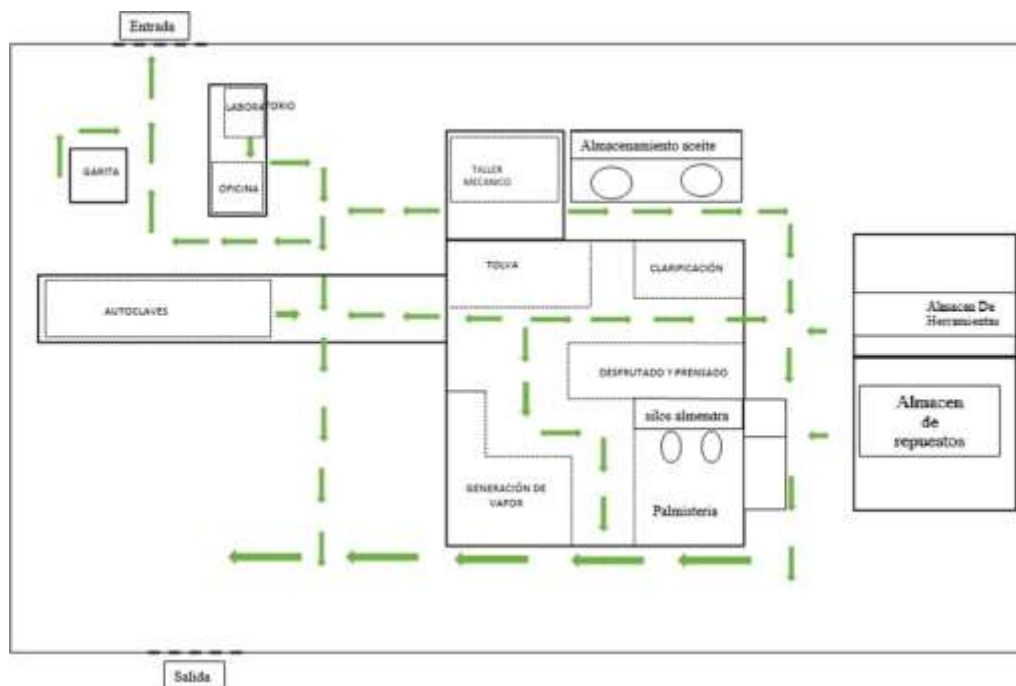 Entrada
LABORATORIO
GARITA
OFICINA
TALLER
MECANICO
Almacenamiento aceite
TOLVA
CLARIFICACIÓN
AUTOCLAVES
Almacen De
Herramientas
DESFRUTADO Y PRENSADO
silos almendra
Almacen
de
repuestos
GENERACIÓN DE
VAPOR
Palmisteria
Salida